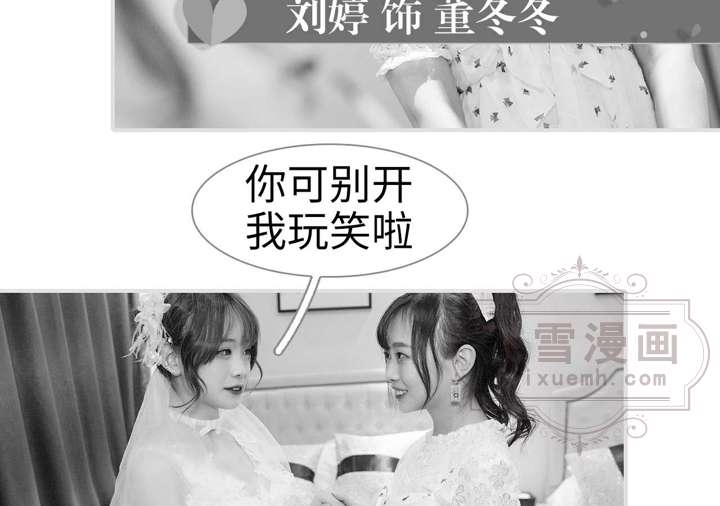 刘婷 饰 董冬冬
你可别开
我玩笑啦
雪漫画
ixuemh.com